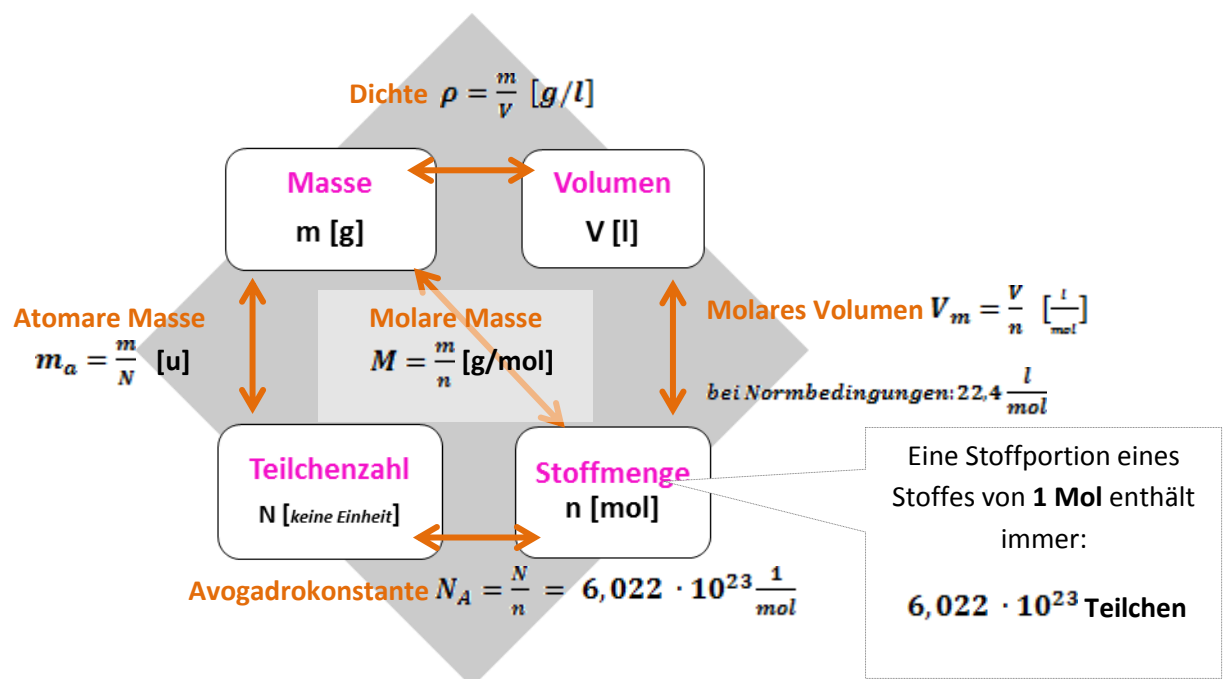 Dichte ρ = m/V [g/l]
Masse
m [g]
Volumen
V [l]
Atomare Masse
m_a = m/N [u]
Molare Masse
M = m/n [g/mol]
Molares Volumen V_m = V/n [l/mol]
bei Normbedingungen: 22,4 l/mol
Teilchenzahl
N [keine Einheit]
Stoffmenge
n [mol]
Avogadrokonstante N_A = N/n = 6,022 · 10^23 1/mol
Eine Stoffportion eines
Stoffes von 1 Mol enthält
immer:
6,022 · 10^23 Teilchen